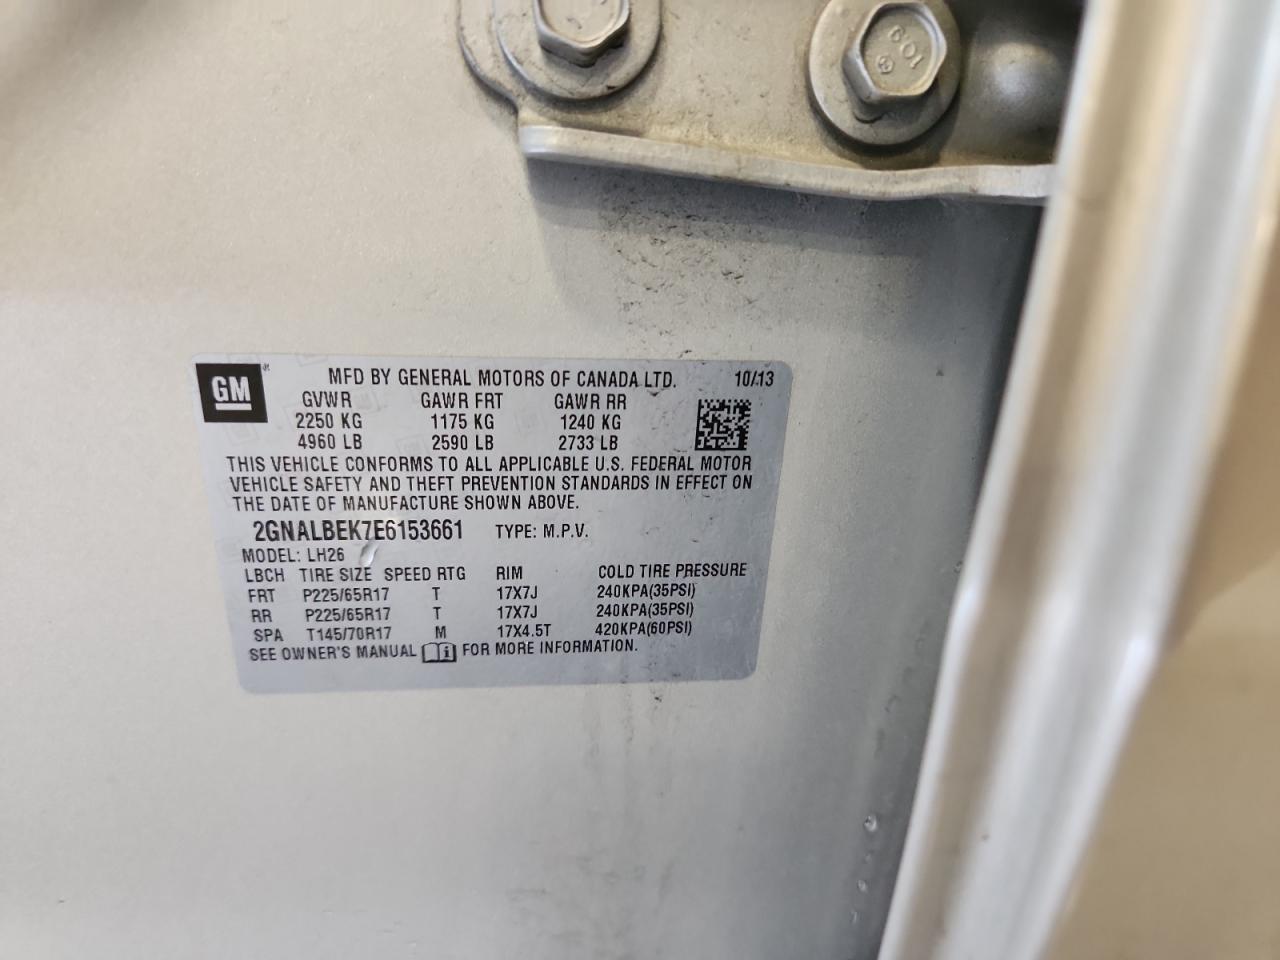 109
GM
MFD BY GENERAL MOTORS OF CANADA LTD. 10/13
GVWR GAWR FRT GAWR RR
2250 KG 1175 KG 1240 KG
4960 LB 2590 LB 2733 LB
THIS VEHICLE CONFORMS TO ALL APPLICABLE U.S. FEDERAL MOTOR
VEHICLE SAFETY AND THEFT PREVENTION STANDARDS IN EFFECT ON
THE DATE OF MANUFACTURE SHOWN ABOVE.
2GNALBEK7E6153661 TYPE: M.P.V.
MODEL: LH26
LBCH TIRE SIZE SPEED RTG RIM COLD TIRE PRESSURE
FRT P225/65R17 T 17X7J 240KPA(35PSI)
RR P225/65R17 T 17X7J 240KPA(35PSI)
SPA T145/70R17 M 17X4.5T 420KPA(60PSI)
SEE OWNER'S MANUAL i FOR MORE INFORMATION.